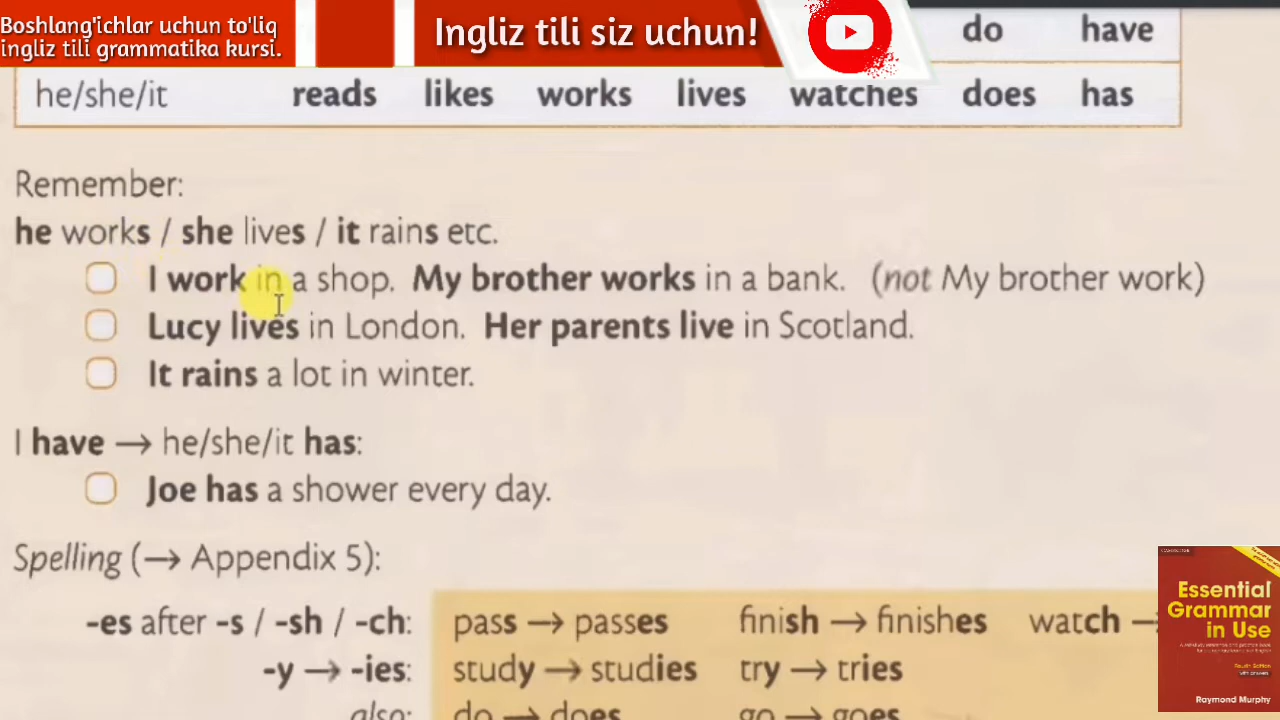 Boshlang'ichlar uchun to'liq
ingliz tili grammatika kursi.
Ingliz tili siz uchun!
do have
he/she/it reads likes works lives watches does has
Remember:
he works / she lives / it rains etc.
I work in a shop. My brother works in a bank. (not My brother work)
Lucy lives in London. Her parents live in Scotland.
It rains a lot in winter.
I have → he/she/it has:
Joe has a shower every day.
Spelling (→ Appendix 5):
-es after -s / -sh / -ch: pass → passes finish → finishes watch →
-y → -ies: study → studies try → tries
also: do → does go → goes
Essential
Grammar
in Use
Fourth Edition
with answers
Raymond Murphy